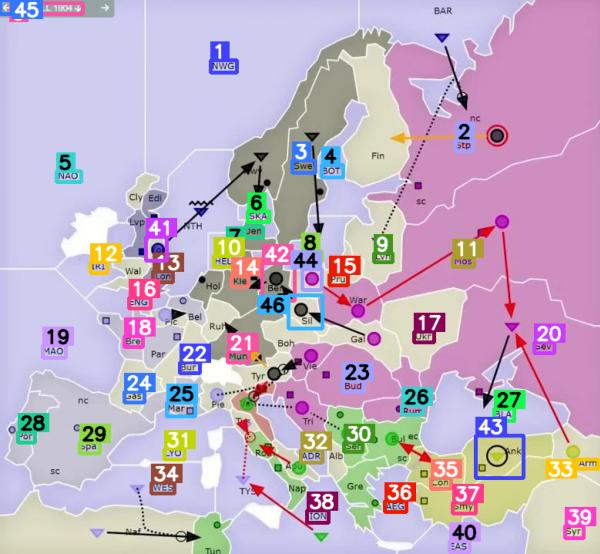 45
LL 1904
BAR
1
NWG
2
nc
Stp
3
Swe
4
BOT
Fin
sc
5
NAO
Cly
Edi
Lvp
NTH
6
SKA
7
Den
8
9
Lvn
10
HEL
11
Mos
12
IRI
Wal
41
13
Lon
14
Kie
42
Ber
44
15
Pru
War
16
ENG
Bel
Hol
Ruh
46
Sil
Gal
17
Ukr
18
Bre
Pic
Par
19
MAO
20
Sev
21
Mun
Boh
22
Bur
Tyr
Vie
23
Bud
24
Gas
25
Mar
Pie
Tri
26
Rum
27
BLA
28
Por
29
Spa
sc
30
Alb
Bul
ec
Gre
31
LYO
32
ADR
Apu
Nap
43
Ank
33
Arm
34
WES
TYS
35
Con
36
AEG
37
Smy
38
ION
39
Syr
40
EAS
Naf
Tun